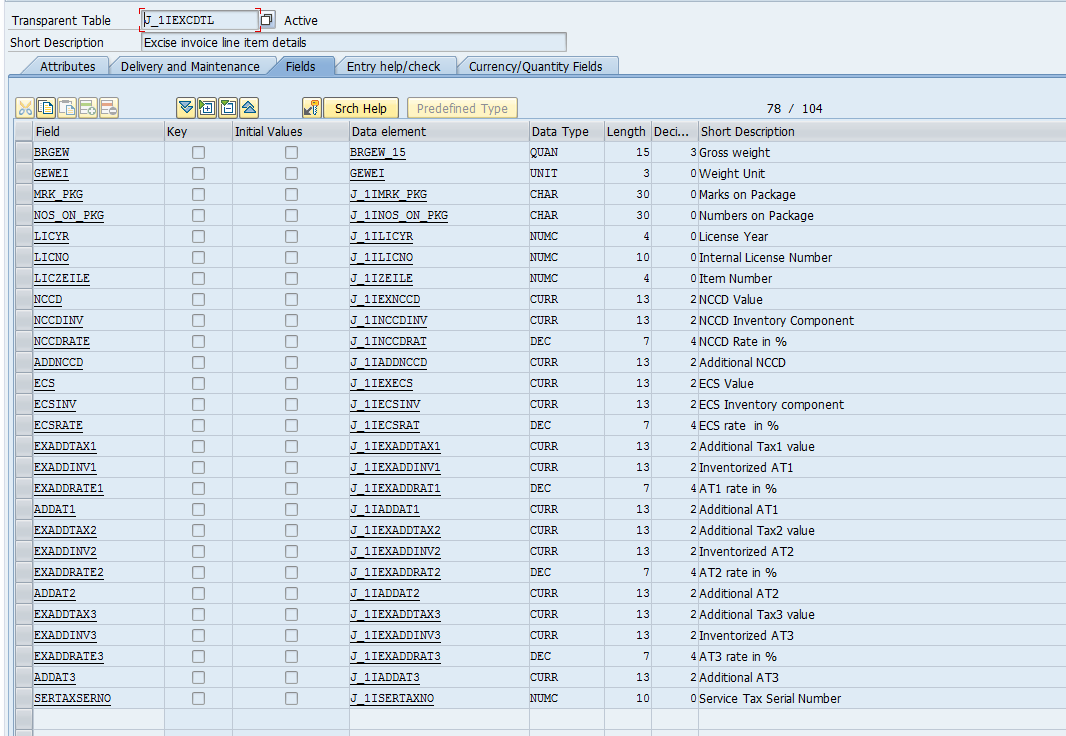 Transparent Table J_1IEXCDTL Active
Short Description Excise invoice line item details
Attributes Delivery and Maintenance Fields Entry help/check Currency/Quantity Fields
Srch Help Predefined Type 78 / 104
Field Key Initial Values Data element Data Type Length Deci... Short Description
BRGEW BRGEW_15 QUAN 15 3 Gross weight
GEWEI GEWEI UNIT 3 0 Weight Unit
MRK_PKG J_1IMRK_PKG CHAR 30 0 Marks on Package
NOS_ON_PKG J_1INOS_ON_PKG CHAR 30 0 Numbers on Package
LICYR J_1ILICYR NUMC 4 0 License Year
LICNO J_1ILICNO NUMC 10 0 Internal License Number
LICZEILE J_1IZEILE NUMC 4 0 Item Number
NCCD J_1IEXNCCD CURR 13 2 NCCD Value
NCCDINV J_1INCCDINV CURR 13 2 NCCD Inventory Component
NCCDRATE J_1INCCDRAT DEC 7 4 NCCD Rate in %
ADDNCCD J_1IADDNCCD CURR 13 2 Additional NCCD
ECS J_1IEXECS CURR 13 2 ECS Value
ECSINV J_1IECSINV CURR 13 2 ECS Inventory component
ECSRATE J_1IECSRAT DEC 7 4 ECS rate in %
EXADDTAX1 J_1IEXADDTAX1 CURR 13 2 Additional Tax1 value
EXADDINV1 J_1IEXADDINV1 CURR 13 2 Inventorized AT1
EXADDRATE1 J_1IEXADDRAT1 DEC 7 4 AT1 rate in %
ADDAT1 J_1IADDAT1 CURR 13 2 Additional AT1
EXADDTAX2 J_1IEXADDTAX2 CURR 13 2 Additional Tax2 value
EXADDINV2 J_1IEXADDINV2 CURR 13 2 Inventorized AT2
EXADDRATE2 J_1IEXADDRAT2 DEC 7 4 AT2 rate in %
ADDAT2 J_1IADDAT2 CURR 13 2 Additional AT2
EXADDTAX3 J_1IEXADDTAX3 CURR 13 2 Additional Tax3 value
EXADDINV3 J_1IEXADDINV3 CURR 13 2 Inventorized AT3
EXADDRATE3 J_1IEXADDRAT3 DEC 7 4 AT3 rate in %
ADDAT3 J_1IADDAT3 CURR 13 2 Additional AT3
SERTAXSERNO J_1ISERTAXNO NUMC 10 0 Service Tax Serial Number